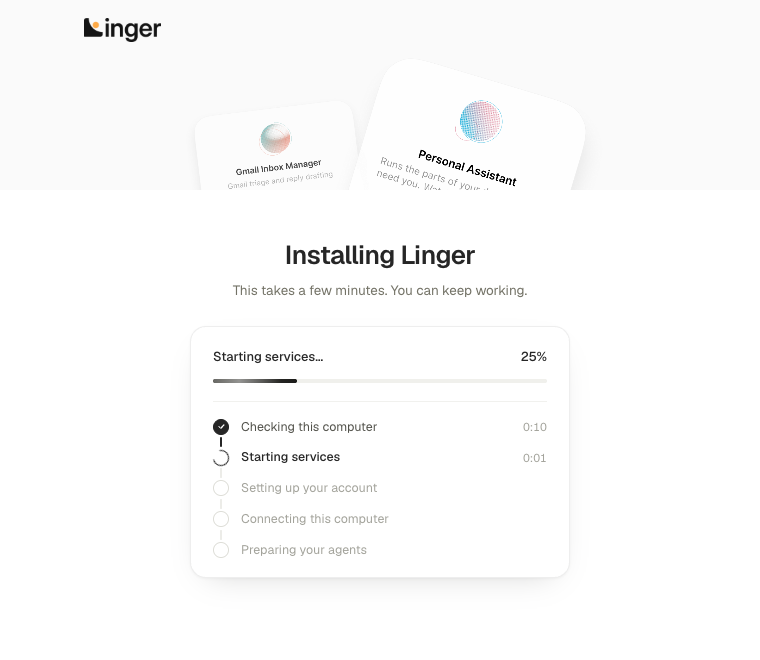 Linger
Gmail Inbox Manager
Gmail triage and reply drafting
Personal Assistant
Runs the parts of your
need you.
Installing Linger
This takes a few minutes. You can keep working.
Starting services...
25%
Checking this computer
0:10
Starting services
0:01
Setting up your account
Connecting this computer
Preparing your agents